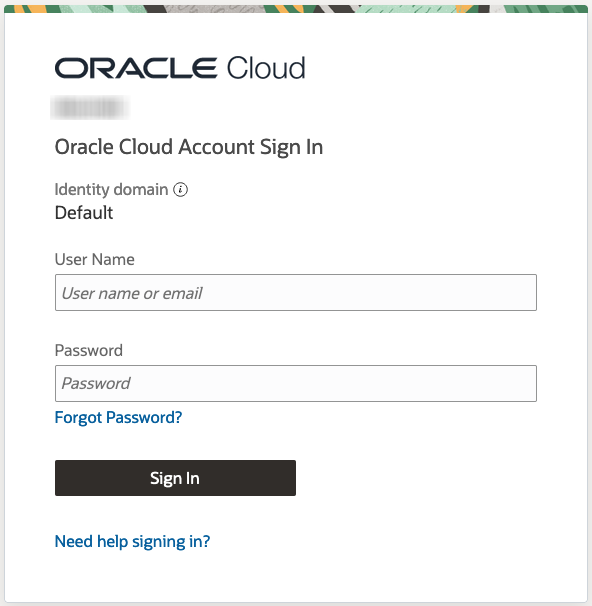 ORACLE Cloud
Oracle Cloud Account Sign In
Identity domain
Default
User Name
User name or email
Password
Password
Forgot Password?
Sign In
Need help signing in?